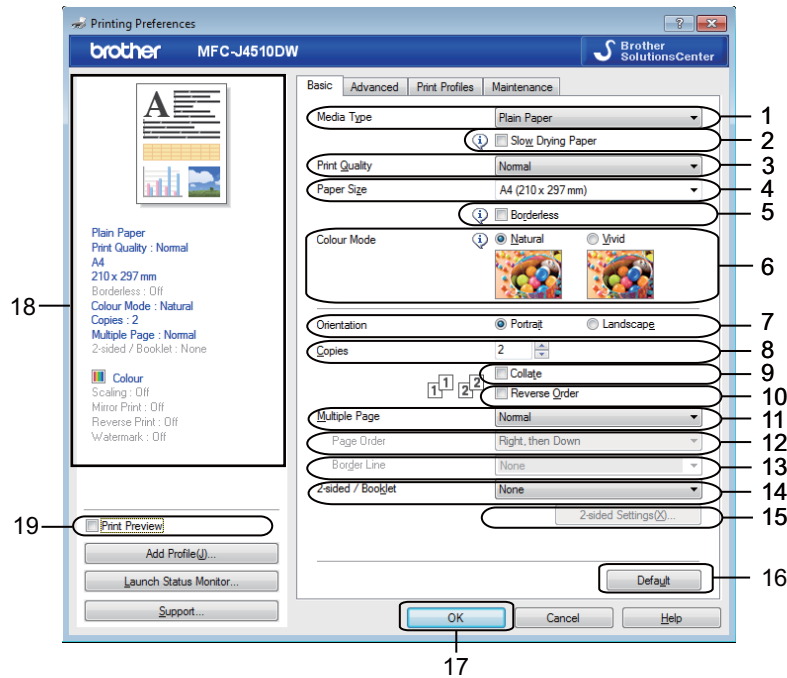 Printing Preferences
brother MFC-J4510DW
Brother
SolutionsCenter
A
Plain Paper
Print Quality : Normal
A4
210 x 297 mm
Borderless : Off
Colour Mode : Natural
Copies : 2
Multiple Page : Normal
2-sided / Booklet : None
Colour
Scaling : Off
Mirror Print : Off
Reverse Print : Off
Watermark : Off
18
Print Preview
19
Add Profile(J)...
Launch Status Monitor...
Support...
Basic Advanced Print Profiles Maintenance
Media Type Plain Paper 1
Slow Drying Paper 2
Print Quality Normal 3
Paper Size A4 (210 x 297 mm) 4
Borderless 5
Colour Mode Natural Vivid 6
Orientation Portrait Landscape 7
Copies 2 8
Collate 9
1 1 2 2
Reverse Order 10
Multiple Page Normal 11
Page Order Right, then Down 12
Border Line None 13
2-sided / Booklet None 14
2-sided Settings(X)... 15
Default 16
OK Cancel Help
17